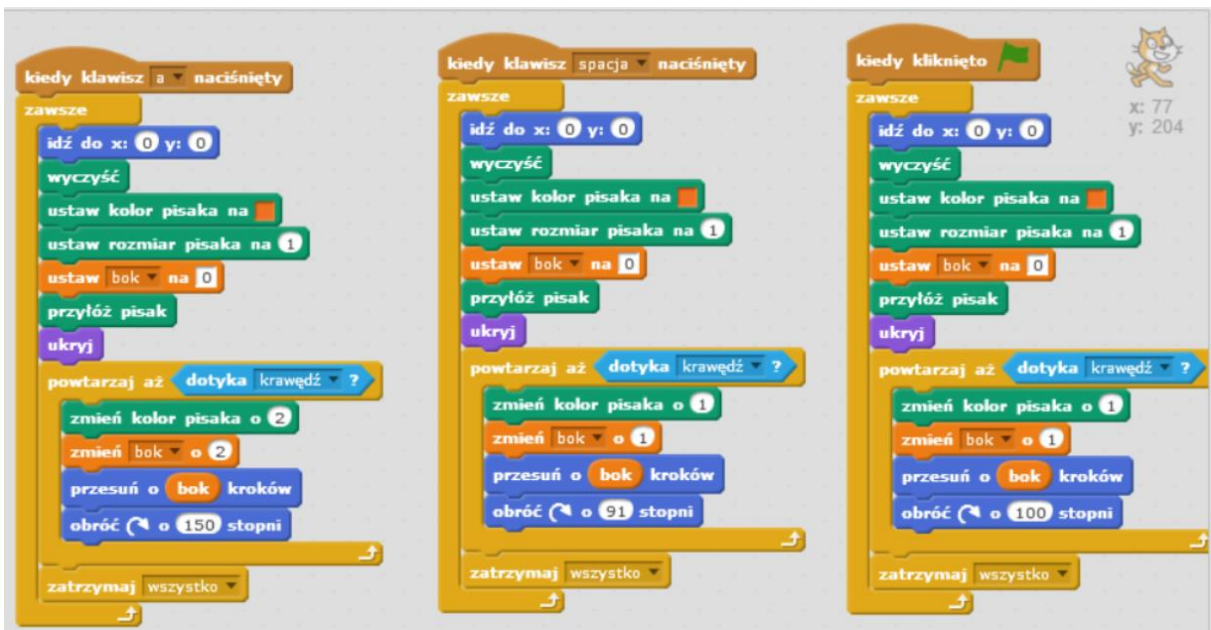 kiedy klawisz a naciśnięty
zawsze
idź do x: 0 y: 0
wyczyść
ustaw kolor pisaka na
ustaw rozmiar pisaka na 1
ustaw bok na 0
przyłóż pisak
ukryj
powtarzaj aż dotyka krawędź ?
zmień kolor pisaka o 2
zmień bok o 2
przesuń o bok kroków
obróć o 150 stopni
zatrzymaj wszystko
kiedy klawisz spacja naciśnięty
zawsze
idź do x: 0 y: 0
wyczyść
ustaw kolor pisaka na
ustaw rozmiar pisaka na 1
ustaw bok na 0
przyłóż pisak
ukryj
powtarzaj aż dotyka krawędź ?
zmień kolor pisaka o 1
zmień bok o 1
przesuń o bok kroków
obróć o 91 stopni
zatrzymaj wszystko
kiedy kliknięto
zawsze
idź do x: 0 y: 0
wyczyść
ustaw kolor pisaka na
ustaw rozmiar pisaka na 1
ustaw bok na 0
przyłóż pisak
ukryj
powtarzaj aż dotyka krawędź ?
zmień kolor pisaka o 1
zmień bok o 1
przesuń o bok kroków
obróć o 100 stopni
zatrzymaj wszystko
x: 77
y: 204